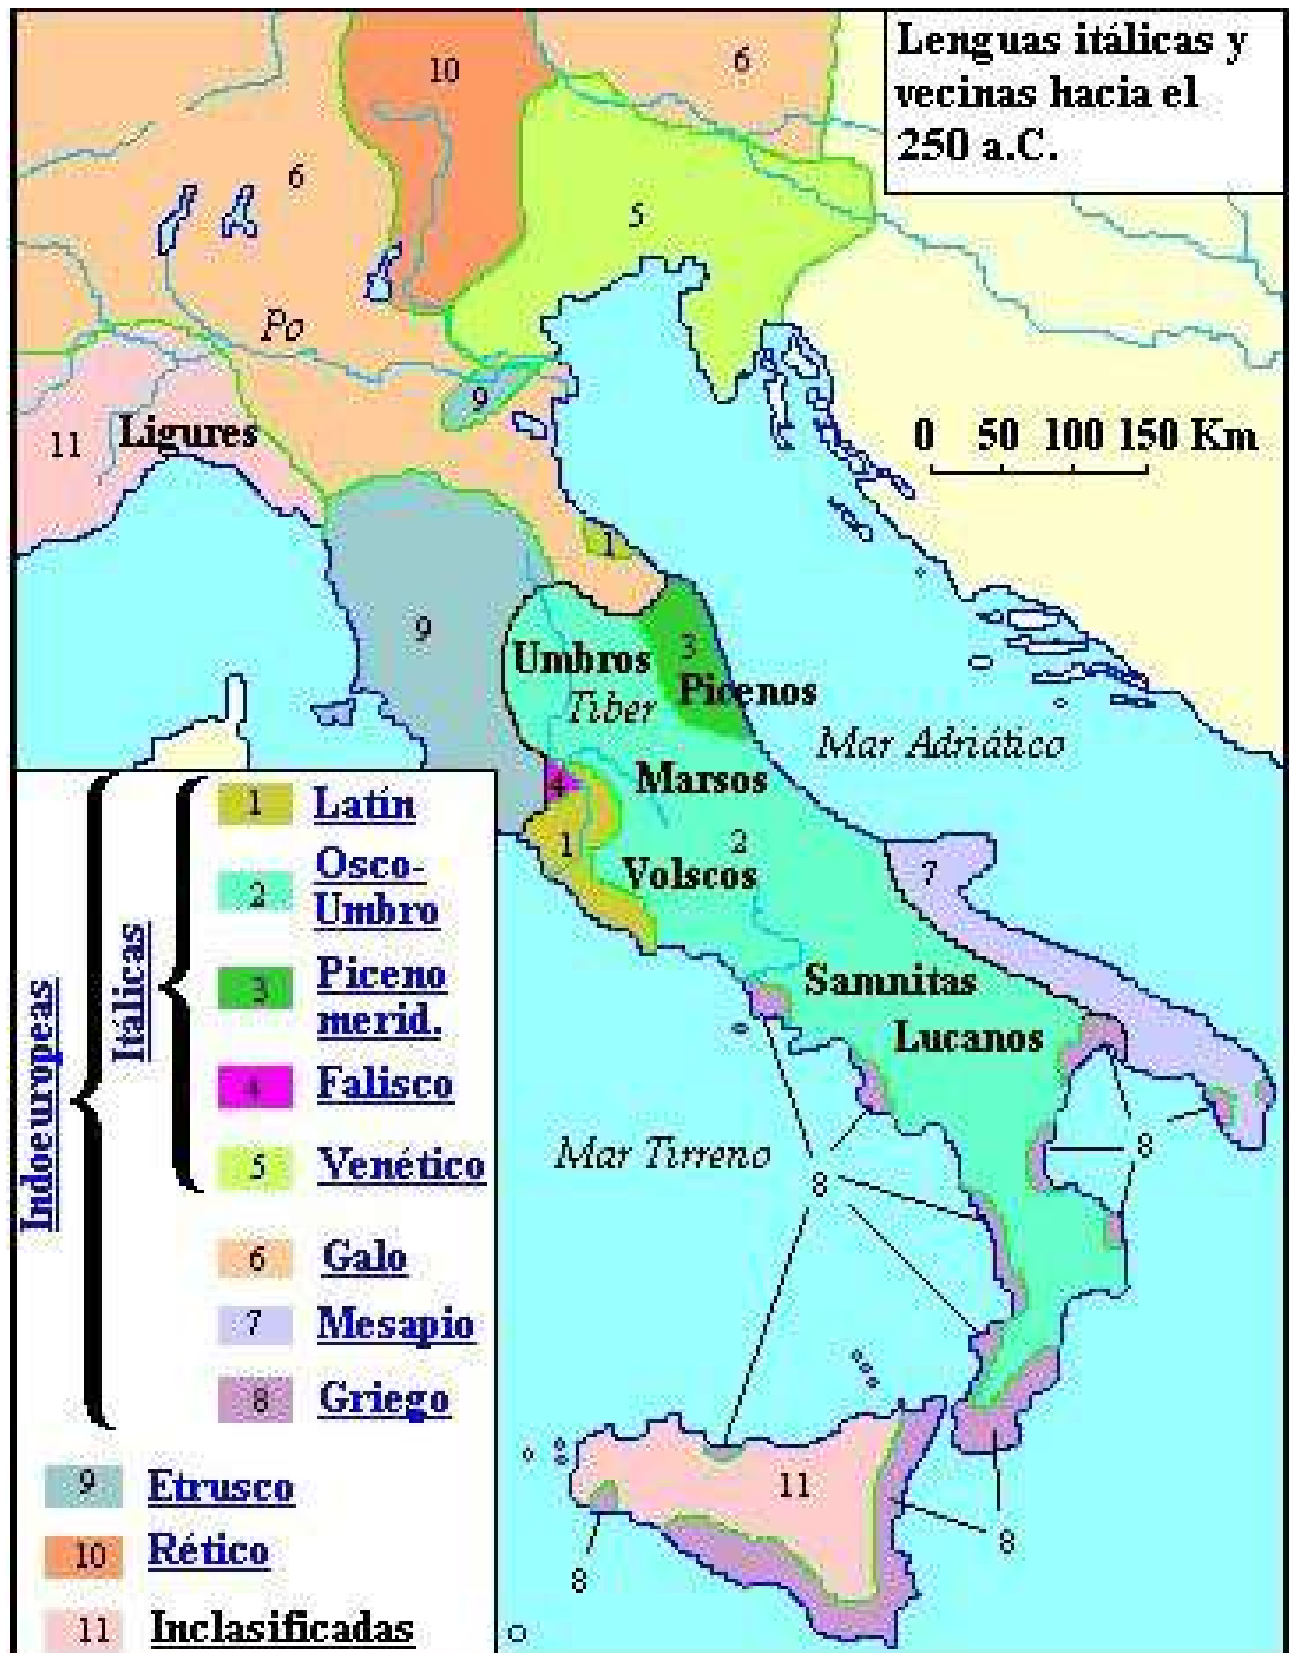 Lenguas itálicas y
vecinas hacia el
250 a.C.
10
6
6
5
Po
9
11
Ligures
0 50 100 150 Km
1
9
3
Umbros
Picenos
Tiber
Mar Adriático
Marsos
4
2
1
Volscos
7
Samnitas
Lucanos
8
Mar Tirreno
8
11
8
8
Indoeuropeas
Itálicas
1 Latín
2 Osco-
Umbro
3 Piceno
merid.
4 Falisco
5 Venético
6 Galo
7 Mesapio
8 Griego
9 Etrusco
10 Rético
11 Inclasificadas